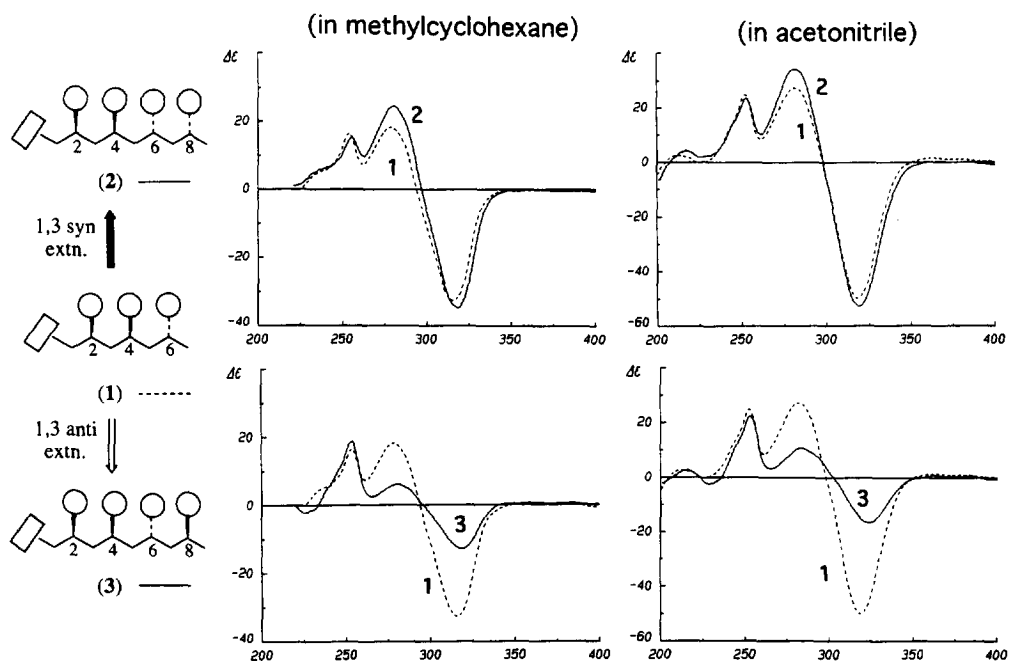 (in methylcyclohexane)
(in acetonitrile)
2 4 6 8
(2)
1,3 syn
extn.
2 4 6
(1)
1,3 anti
extn.
2 4 6 8
(3)
Δε
20
0
-20
-40
200 250 300 350 400
2
1
Δε
40
20
0
-20
-40
-60
200 250 300 350 400
2
1
Δε
20
0
-20
-40
200 250 300 350 400
3
1
Δε
40
20
0
-20
-40
-60
200 250 300 350 400
3
1